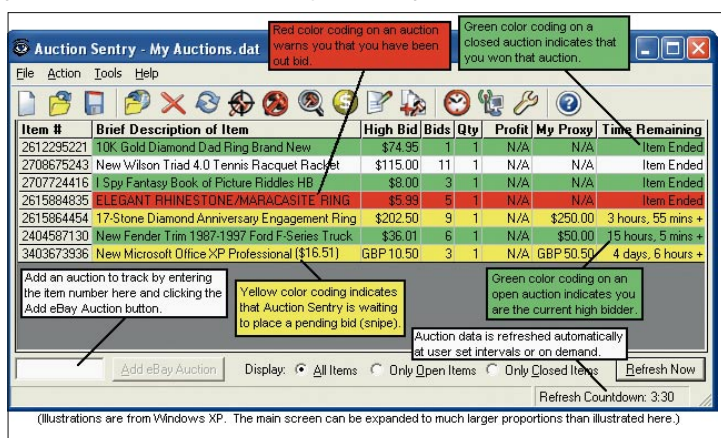 Red color coding on an auction
warns you that you have been
out bid.
Green color coding on a
closed auction indicates that
you won that auction.
Auction Sentry - My Auctions.dat
File Action Tools Help
Item # Brief Description of Item High Bid Bids Qty Profit My Proxy Time Remaining
2612295221 10K Gold Diamond Dad Ring Brand New $74.95 1 1 N/A N/A Item Ended
2708675243 New Wilson Triad 4.0 Tennis Racquet Racket $115.00 11 1 N/A N/A Item Ended
2707724416 I Spy Fantasy Book of Picture Riddles HB $8.00 3 1 N/A N/A Item Ended
2615884835 ELEGANT RHINESTONE/MARACASITE RING $5.99 5 1 N/A N/A Item Ended
2615864454 17-Stone Diamond Anniversary Engagement Ring $202.50 9 1 N/A $250.00 3 hours, 55 mins +
2404587130 New Fender Trim 1987-1997 Ford F-Series Truck $36.01 6 1 N/A $50.00 15 hours, 5 mins +
3403673936 New Microsoft Office XP Professional ($16.51) GBP 10.50 3 1 N/A GBP 50.50 4 days, 6 hours +
Add an auction to track by entering
the item number here and clicking the
Add eBay Auction button.
Yellow color coding indicates
that Auction Sentry is waiting
to place a pending bid (snipe).
Green color coding on an
open auction indicates you
are the current high bidder.
Auction data is refreshed automatically
at user set intervals or on demand.
Add eBay Auction Display: All Items Only Open Items Only Closed Items Refresh Now
Refresh Countdown: 3:30
(Illustrations are from Windows XP. The main screen can be expanded to much larger proportions than illustrated here.)